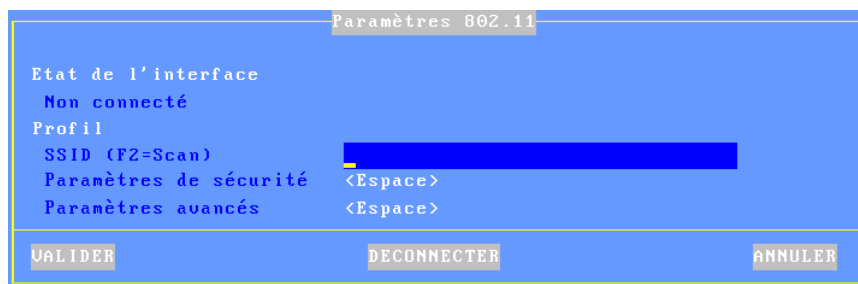 Paramètres 802.11
Etat de l'interface
Non connecté
Profil
SSID (F2=Scan)
Paramètres de sécurité <Espace>
Paramètres avancés <Espace>
VALIDER DECONNECTER ANNULER